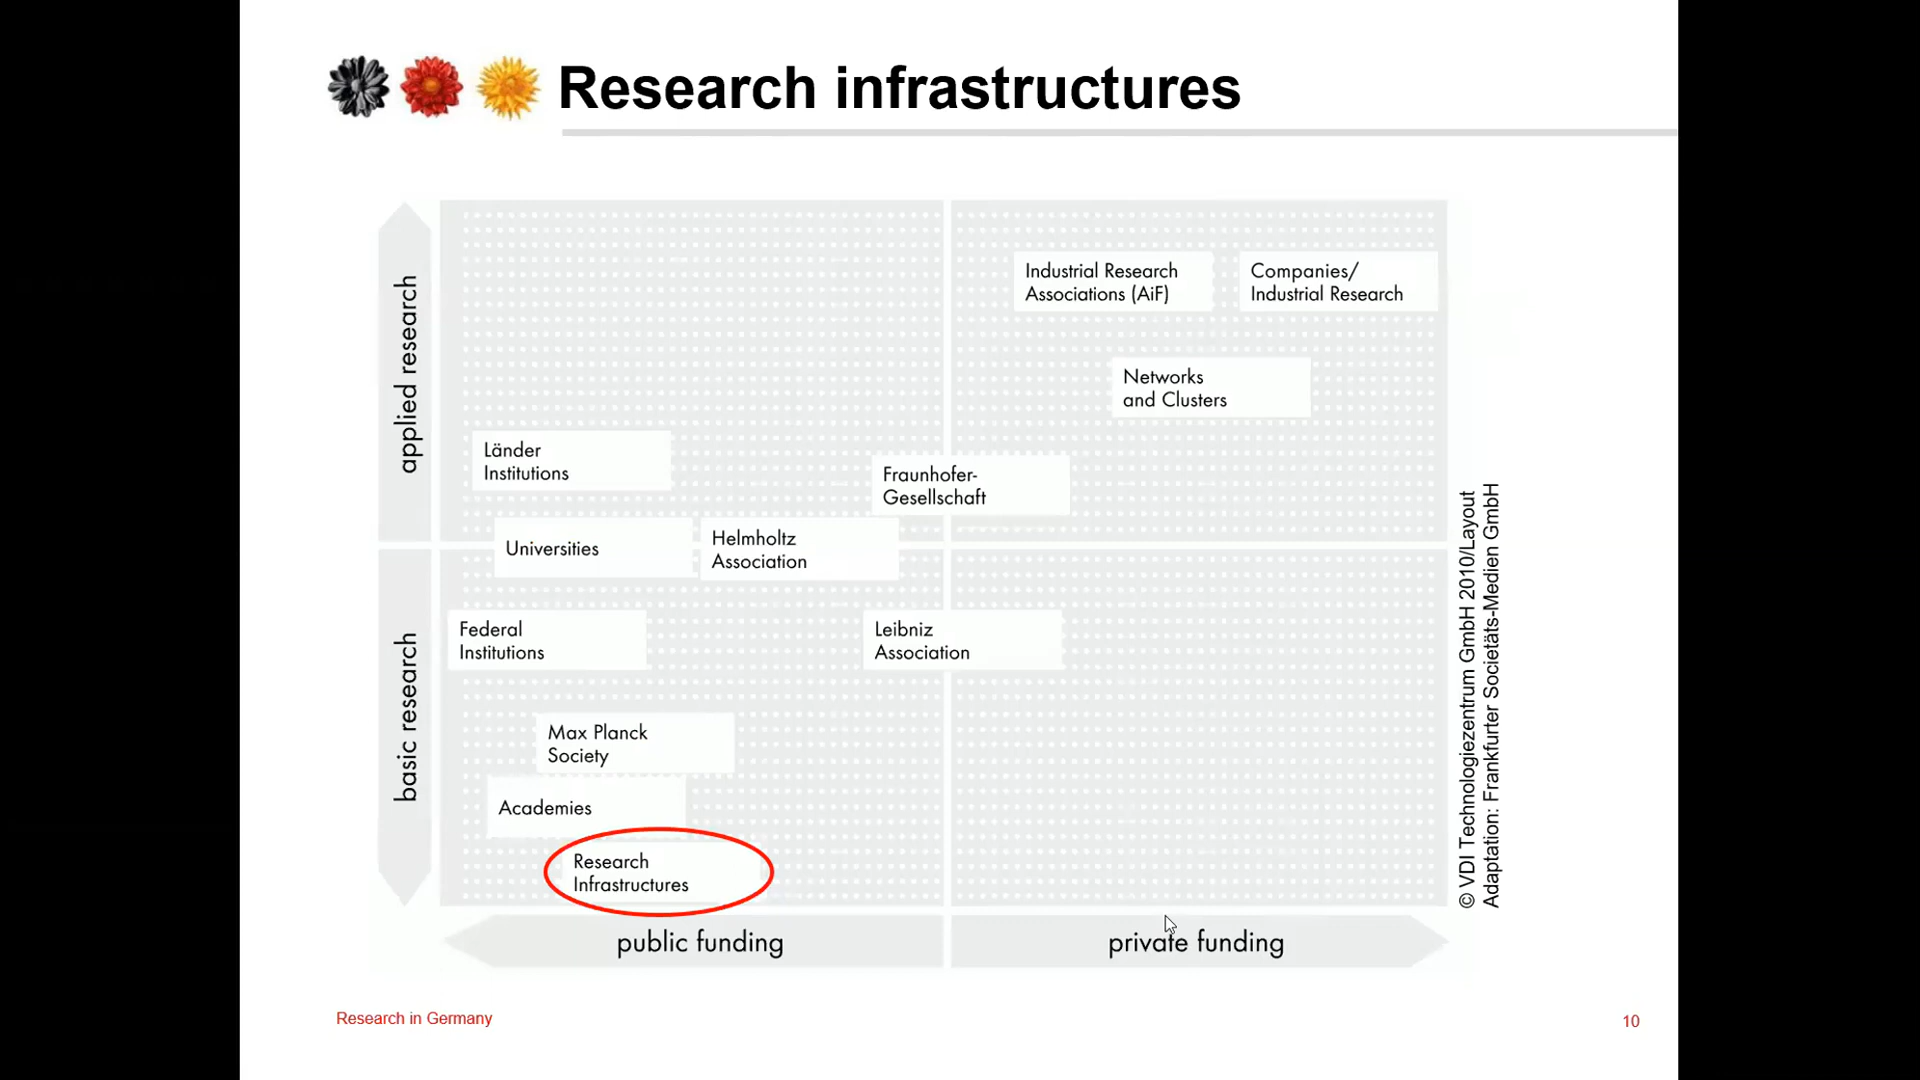 Research infrastructures
applied research
basic research
Industrial Research
Associations (AiF)
Companies/
Industrial Research
Networks
and Clusters
Länder
Institutions
Fraunhofer-
Gesellschaft
Universities
Helmholtz
Association
Federal
Institutions
Leibniz
Association
Max Planck
Society
Academies
Research
Infrastructures
public funding
private funding
© VDI Technologiezentrum GmbH 2010/Layout
Adaptation: Frankfurter Societäts-Medien GmbH
Research in Germany
10